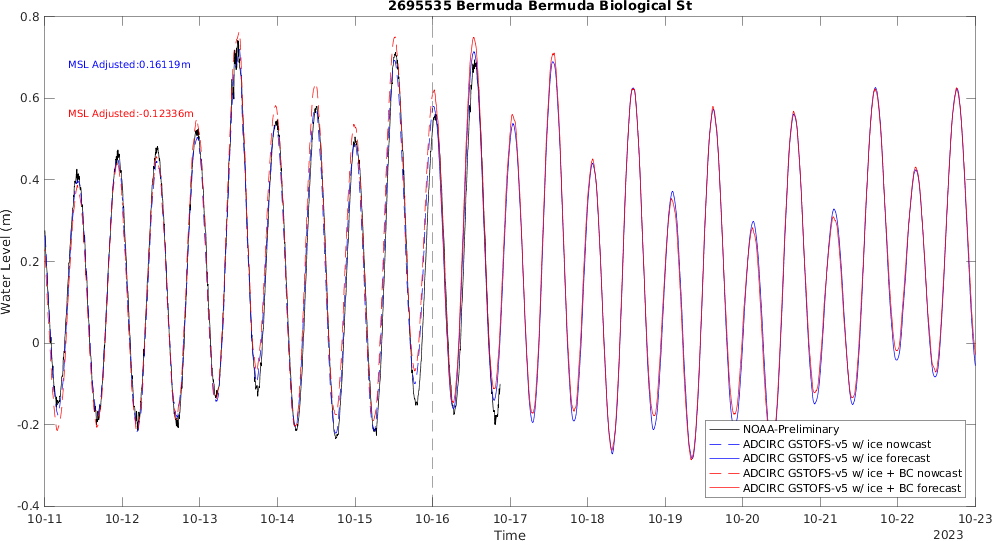 2695535 Bermuda Bermuda Biological St
0.8
MSL Adjusted:0.16119m
0.6
MSL Adjusted:-0.12336m
0.4
0.2
Water Level (m)
0
-0.2
NOAA-Preliminary
ADCIRC GSTOFS-v5 w/ ice nowcast
ADCIRC GSTOFS-v5 w/ ice forecast
ADCIRC GSTOFS-v5 w/ ice + BC nowcast
ADCIRC GSTOFS-v5 w/ ice + BC forecast
-0.4
10-11 10-12 10-13 10-14 10-15 10-16 10-17 10-18 10-19 10-20 10-21 10-22 10-23
Time
2023